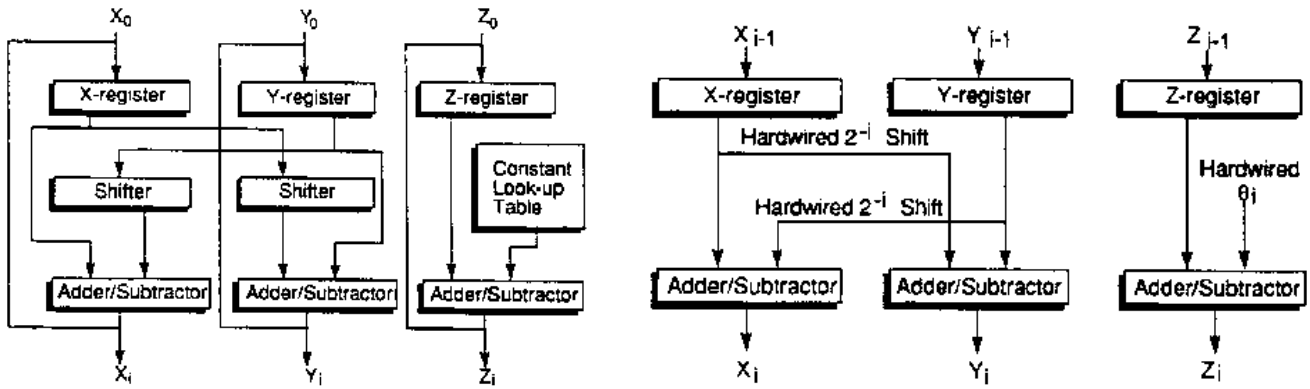 X0 Y0 Z0
X-register Y-register Z-register
Shifter Shifter
Constant
Look-up
Table
Adder/Subtractor Adder/Subtractor Adder/Subtractor
Xi Yi Zi
Xi-1 Yi-1 Zi-1
X-register Y-register Z-register
Hardwired 2-i Shift
Hardwired
θi
Hardwired 2-i Shift
Adder/Subtractor Adder/Subtractor Adder/Subtractor
Xi Yi Zi